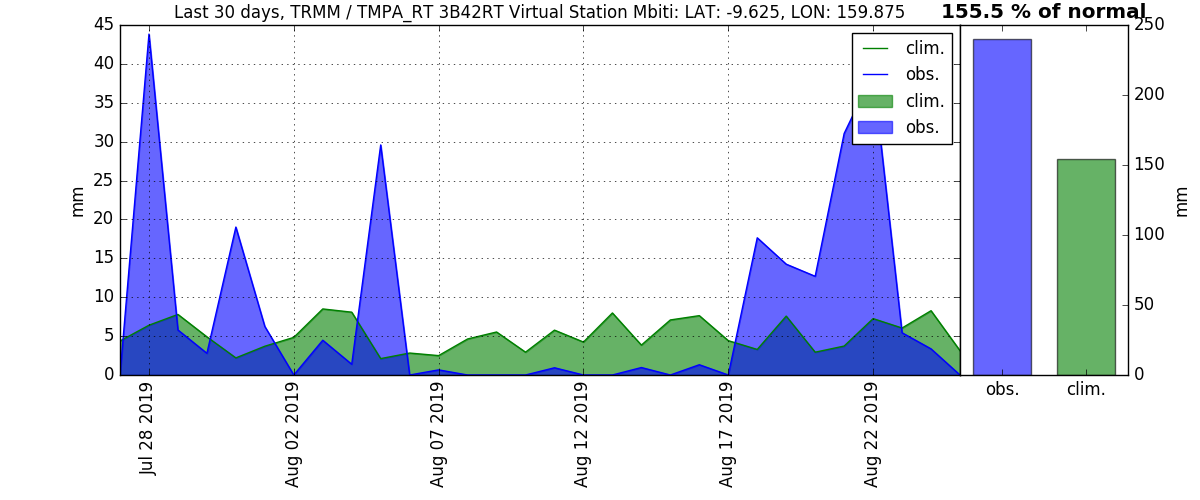 Last 30 days, TRMM / TMPA_RT 3B42RT Virtual Station Mbiti: LAT: -9.625, LON: 159.875
155.5 % of normal
45
40
35
30
25
20
15
10
5
0
mm
clim.
obs.
clim.
obs.
250
200
150
100
50
0
mm
Jul 28 2019
Aug 02 2019
Aug 07 2019
Aug 12 2019
Aug 17 2019
Aug 22 2019
obs.
clim.